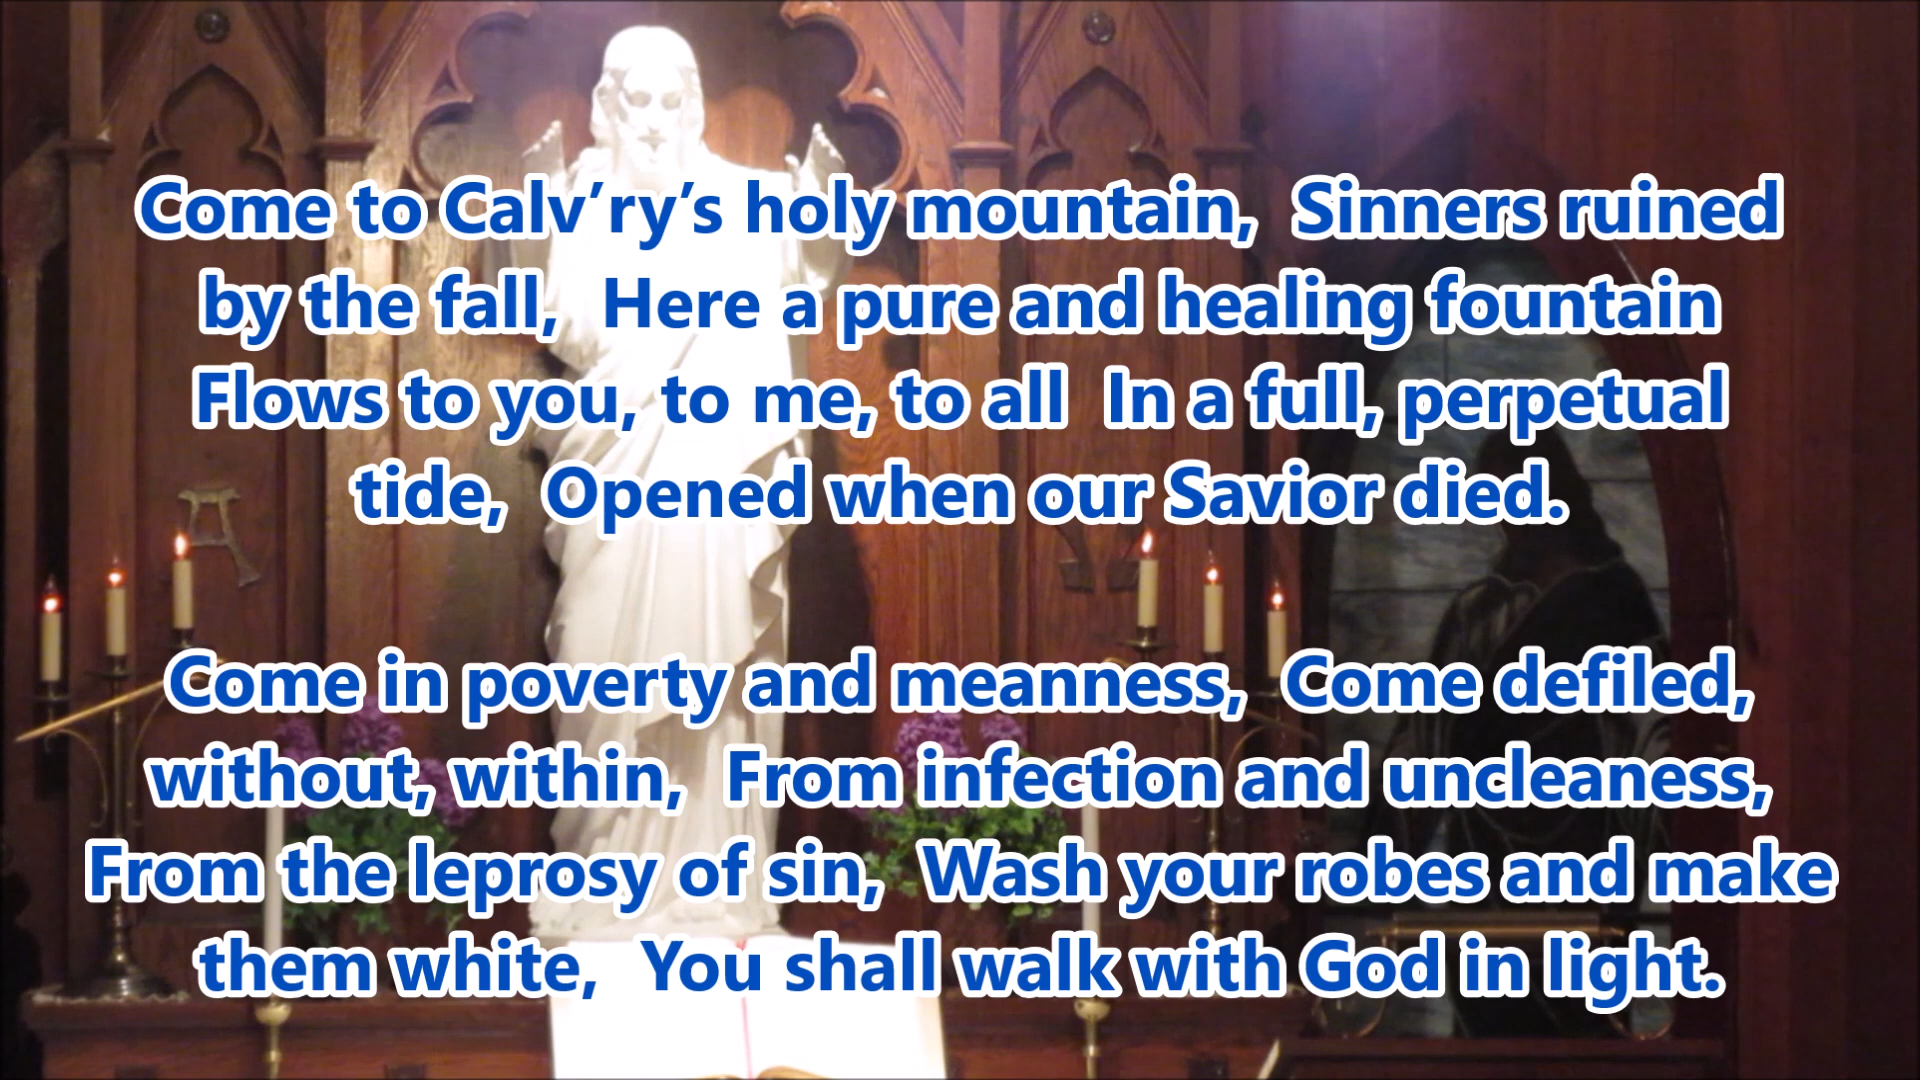 Come to Calv’ry’s holy mountain,  Sinners ruined
by the fall,  Here a pure and healing fountain
Flows to you, to me, to all  In a full, perpetual
tide,  Opened when our Savior died.
Come in poverty and meanness,  Come defiled,
without, within,  From infection and uncleaness,
From the leprosy of sin,  Wash your robes and make
them white,  You shall walk with God in light.